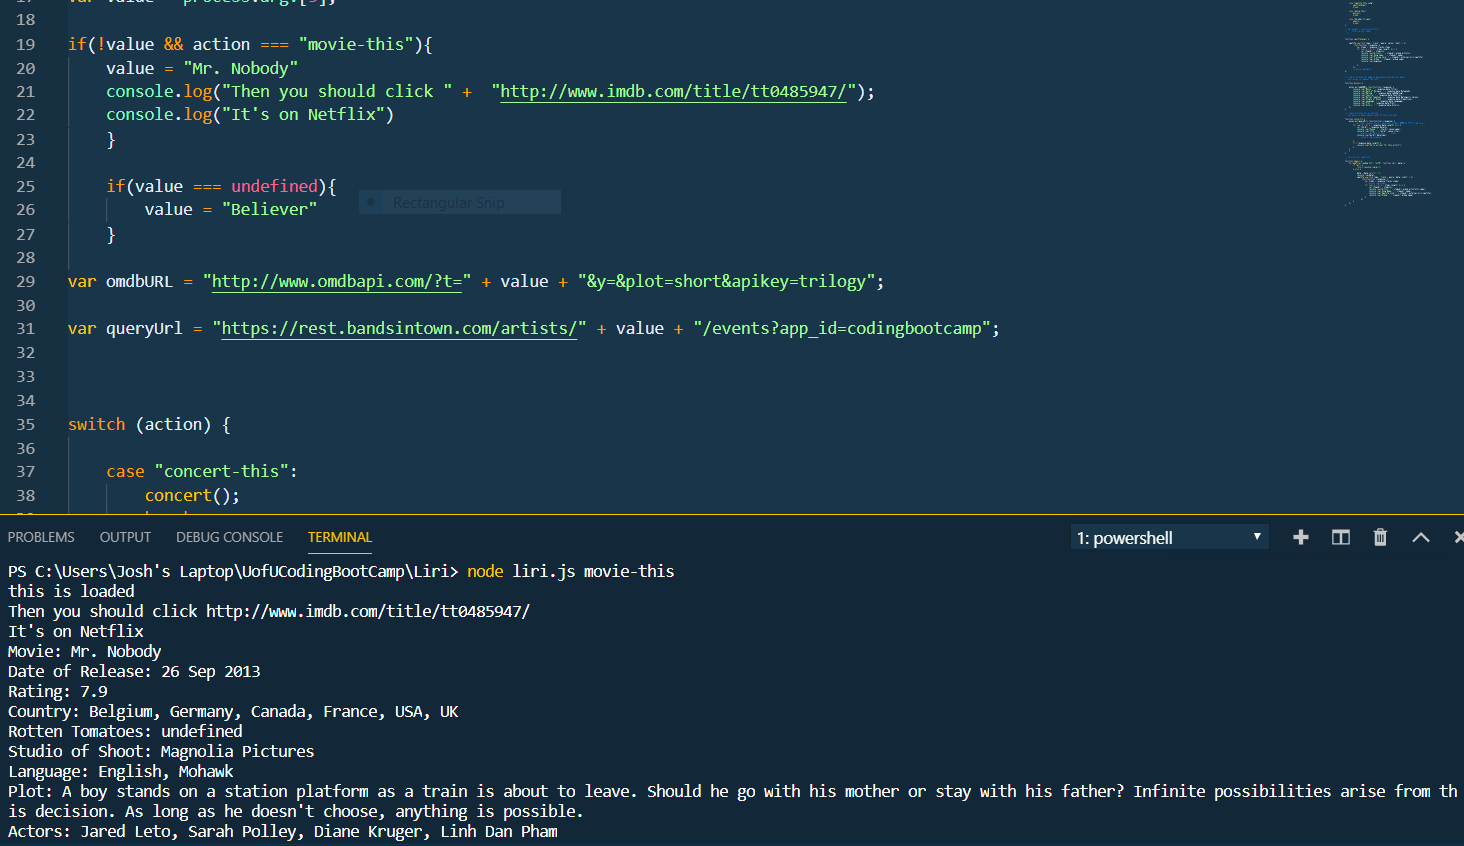 18
19 if(!value && action === "movie-this"){
20 value = "Mr. Nobody"
21 console.log("Then you should click " + "http://www.imdb.com/title/tt0485947/");
22 console.log("It's on Netflix")
23 }
24
25 if(value === undefined){
Rectangular Snip
26 value = "Believer"
27 }
28
29 var omdbURL = "http://www.omdbapi.com/?t=" + value + "&y=&plot=short&apikey=trilogy";
30
31 var queryUrl = "https://rest.bandsintown.com/artists/" + value + "/events?app_id=codingbootcamp";
32
33
34
35 switch (action) {
36
37 case "concert-this":
38 concert();
PROBLEMS OUTPUT DEBUG CONSOLE TERMINAL 1: powershell
PS C:\Users\Josh's Laptop\UofUCodingBootCamp\Liri> node liri.js movie-this
this is loaded
Then you should click http://www.imdb.com/title/tt0485947/
It's on Netflix
Movie: Mr. Nobody
Date of Release: 26 Sep 2013
Rating: 7.9
Country: Belgium, Germany, Canada, France, USA, UK
Rotten Tomatoes: undefined
Studio of Shoot: Magnolia Pictures
Language: English, Mohawk
Plot: A boy stands on a station platform as a train is about to leave. Should he go with his mother or stay with his father? Infinite possibilities arise from th
is decision. As long as he doesn't choose, anything is possible.
Actors: Jared Leto, Sarah Polley, Diane Kruger, Linh Dan Pham